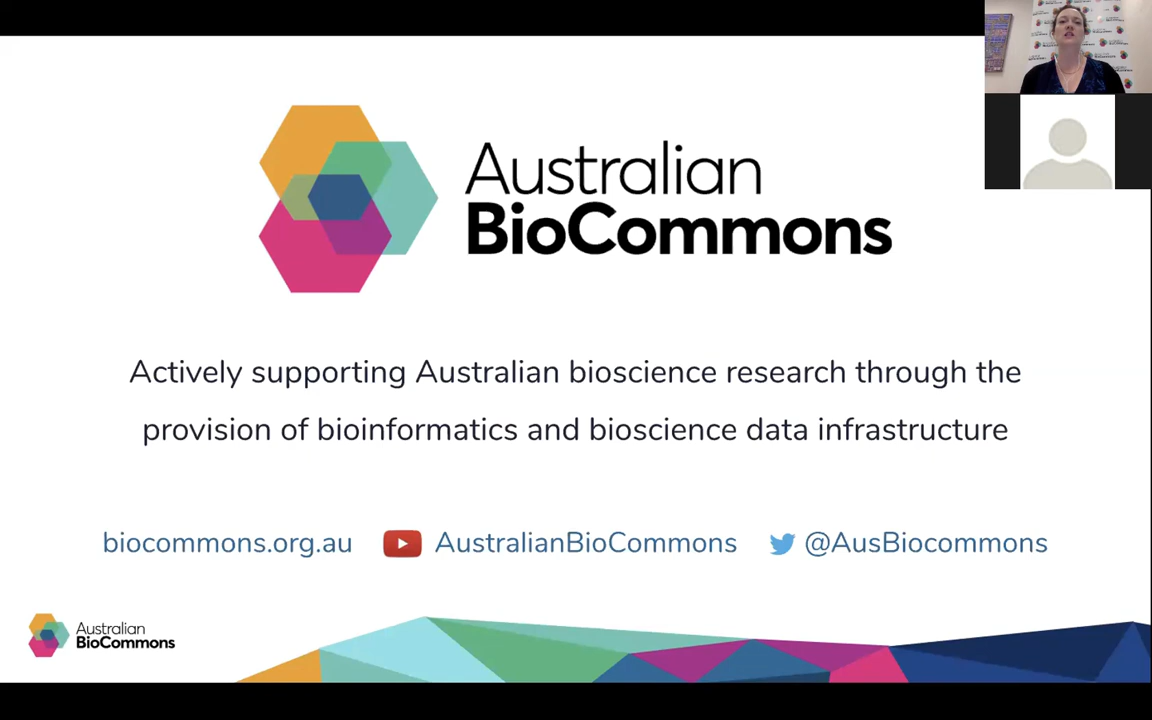 Australian
BioCommons
Actively supporting Australian bioscience research through the
provision of bioinformatics and bioscience data infrastructure
biocommons.org.au AustralianBioCommons @AusBiocommons
Australian
BioCommons